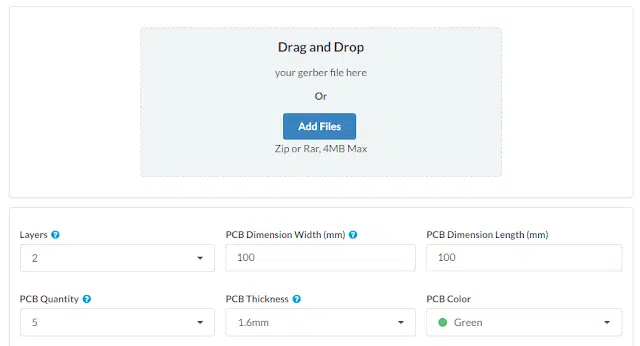 Drag and Drop
your gerber file here
Or
Add Files
Zip or Rar, 4MB Max
Layers ? PCB Dimension Width (mm) ? PCB Dimension Length (mm)
2 100 100
PCB Quantity ? PCB Thickness ? PCB Color
5 1.6mm Green